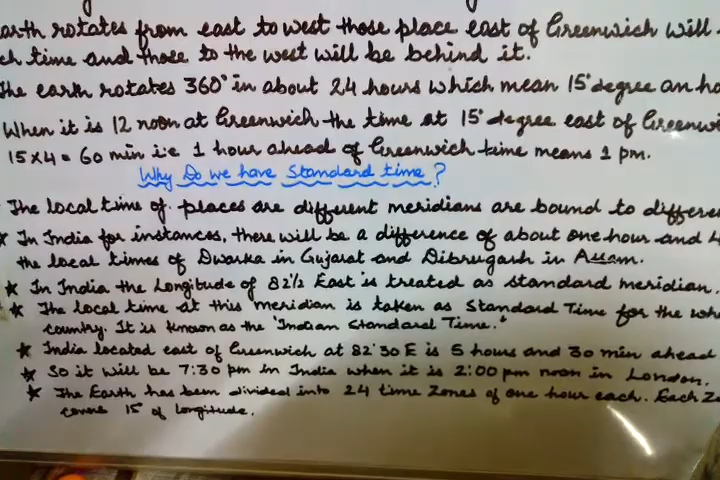 arth rotates from east to west those place east of Greenwich will
ch time and those to the west will be behind it.
The earth rotates 360° in about 24 hours which mean 15° degree an ho
When it is 12 noon at Greenwich the time at 15° degree east of Greenwi
15 x 4 = 60 min i.e 1 hour ahead of Greenwich time means 1 pm.
Why Do we have Standard time?
The local time of places are different meridians are bound to differe
★ In India for instances, there will be a difference of about one hour and 4
the local times of Dwarka in Gujarat and Dibrugarh in Assam.
★ In India the Longitude of 82 1/2 East is treated as standard meridian.
★ The local time at this meridian is taken as Standard Time for the who
country. It is known as the "Indian Standard Time."
★ India located east of Greenwich at 82°30 E is 5 hours and 30 min ahead
★ So it will be 7:30 pm in India when it is 2:00 pm noon in London.
★ The Earth has been divided into 24 time Zones of one hour each. Each Zo
covers 15° of longitude.